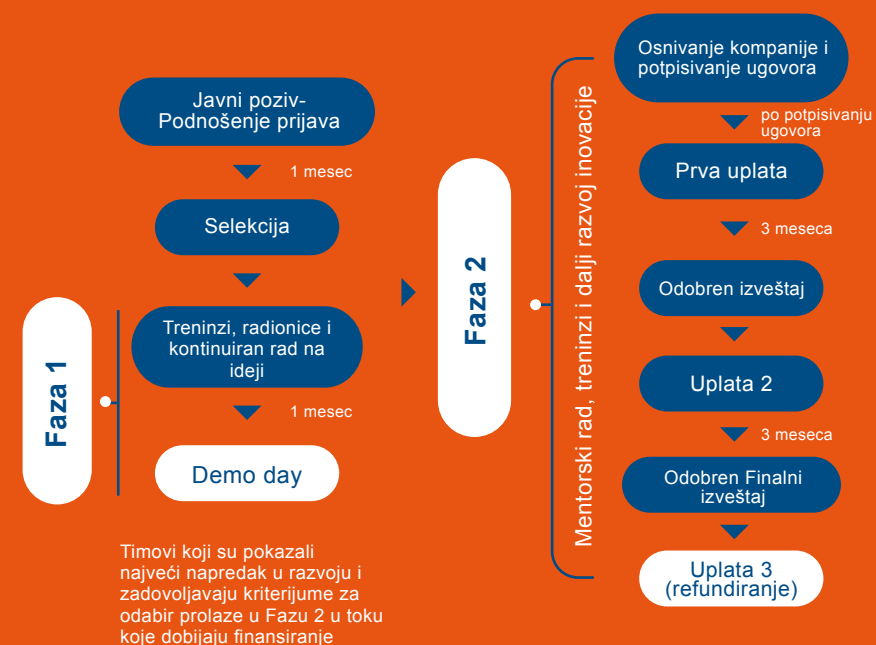 Javni poziv-
Podnošenje prijava
1 mesec
Selekcija
Faza 1
Treninzi, radionice i
kontinuiran rad na
ideji
1 mesec
Demo day
Timovi koji su pokazali
najveći napredak u razvoju i
zadovoljavaju kriterijume za
odabir prolaze u Fazu 2 u toku
koje dobijaju finansiranje
Faza 2
Mentorski rad, treninzi i dalji razvoj inovacije
Osnivanje kompanije i
potpisivanje ugovora
po potpisivanju
ugovora
Prva uplata
3 meseca
Odobren izveštaj
Uplata 2
3 meseca
Odobren Finalni
izveštaj
Uplata 3
(refundiranje)